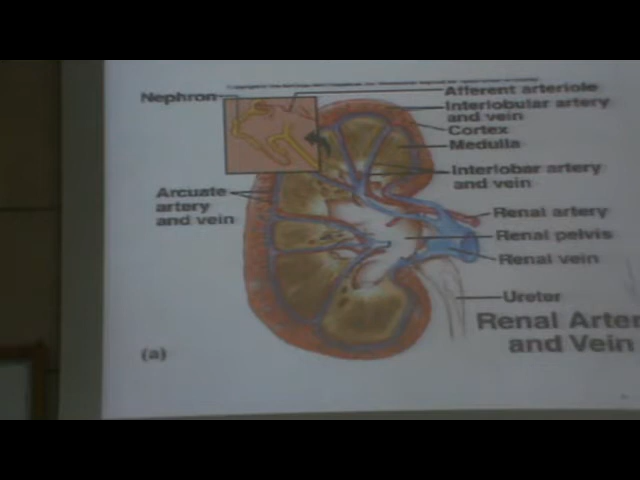 Nephron
Afferent arteriole
Interlobular artery
and vein
Cortex
Medulla
Interlobar artery
and vein
Arcuate
artery
and vein
Renal artery
Renal pelvis
Renal vein
Ureter
Renal Arter
and Vein
(a)